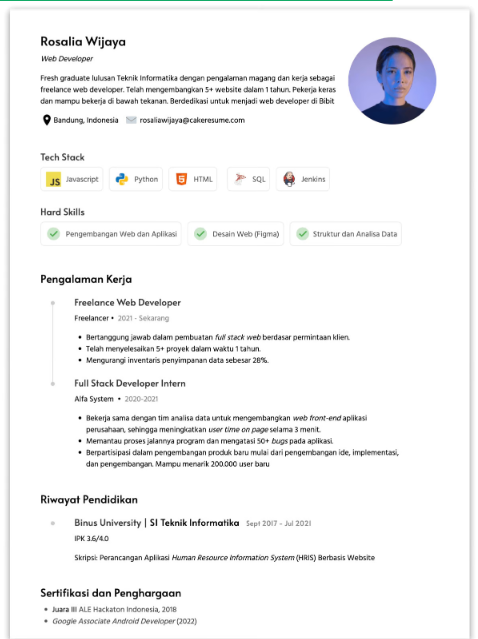 Rosalia Wijaya
Web Developer
Fresh graduate lulusan Teknik Informatika dengan pengalaman magang dan kerja sebagai
freelance web developer. Telah mengembangkan 5+ website dalam 1 tahun. Pekerja keras
dan mampu bekerja di bawah tekanan. Berdedikasi untuk menjadi web developer di Bibit
Bandung, Indonesia rosaliawijaya@cakeresume.com
Tech Stack
JS Javascript Python HTML SQL Jenkins
Hard Skills
Pengembangan Web dan Aplikasi Desain Web (Figma) Struktur dan Analisa Data
Pengalaman Kerja
Freelance Web Developer
Freelancer • 2021 - Sekarang
• Bertanggung jawab dalam pembuatan full stack web berdasar permintaan klien.
• Telah menyelesaikan 5+ proyek dalam waktu 1 tahun.
• Mengurangi inventaris penyimpanan data sebesar 28%.
Full Stack Developer Intern
Alfa System • 2020-2021
• Bekerja sama dengan tim analisa data untuk mengembangkan web front-end aplikasi
perusahaan, sehingga meningkatkan user time on page selama 3 menit.
• Memantau proses jalannya program dan mengatasi 50+ bugs pada aplikasi.
• Berpartisipasi dalam pengembangan produk baru mulai dari pengembangan ide, implementasi,
dan pengembangan. Mampu menarik 200.000 user baru
Riwayat Pendidikan
Binus University | S1 Teknik Informatika Sept 2017 - Jul 2021
IPK 3.6/4.0
Skripsi: Perancangan Aplikasi Human Resource Information System (HRIS) Berbasis Website
Sertifikasi dan Penghargaan
• Juara III ALE Hackaton Indonesia, 2018
• Google Associate Android Developer (2022)